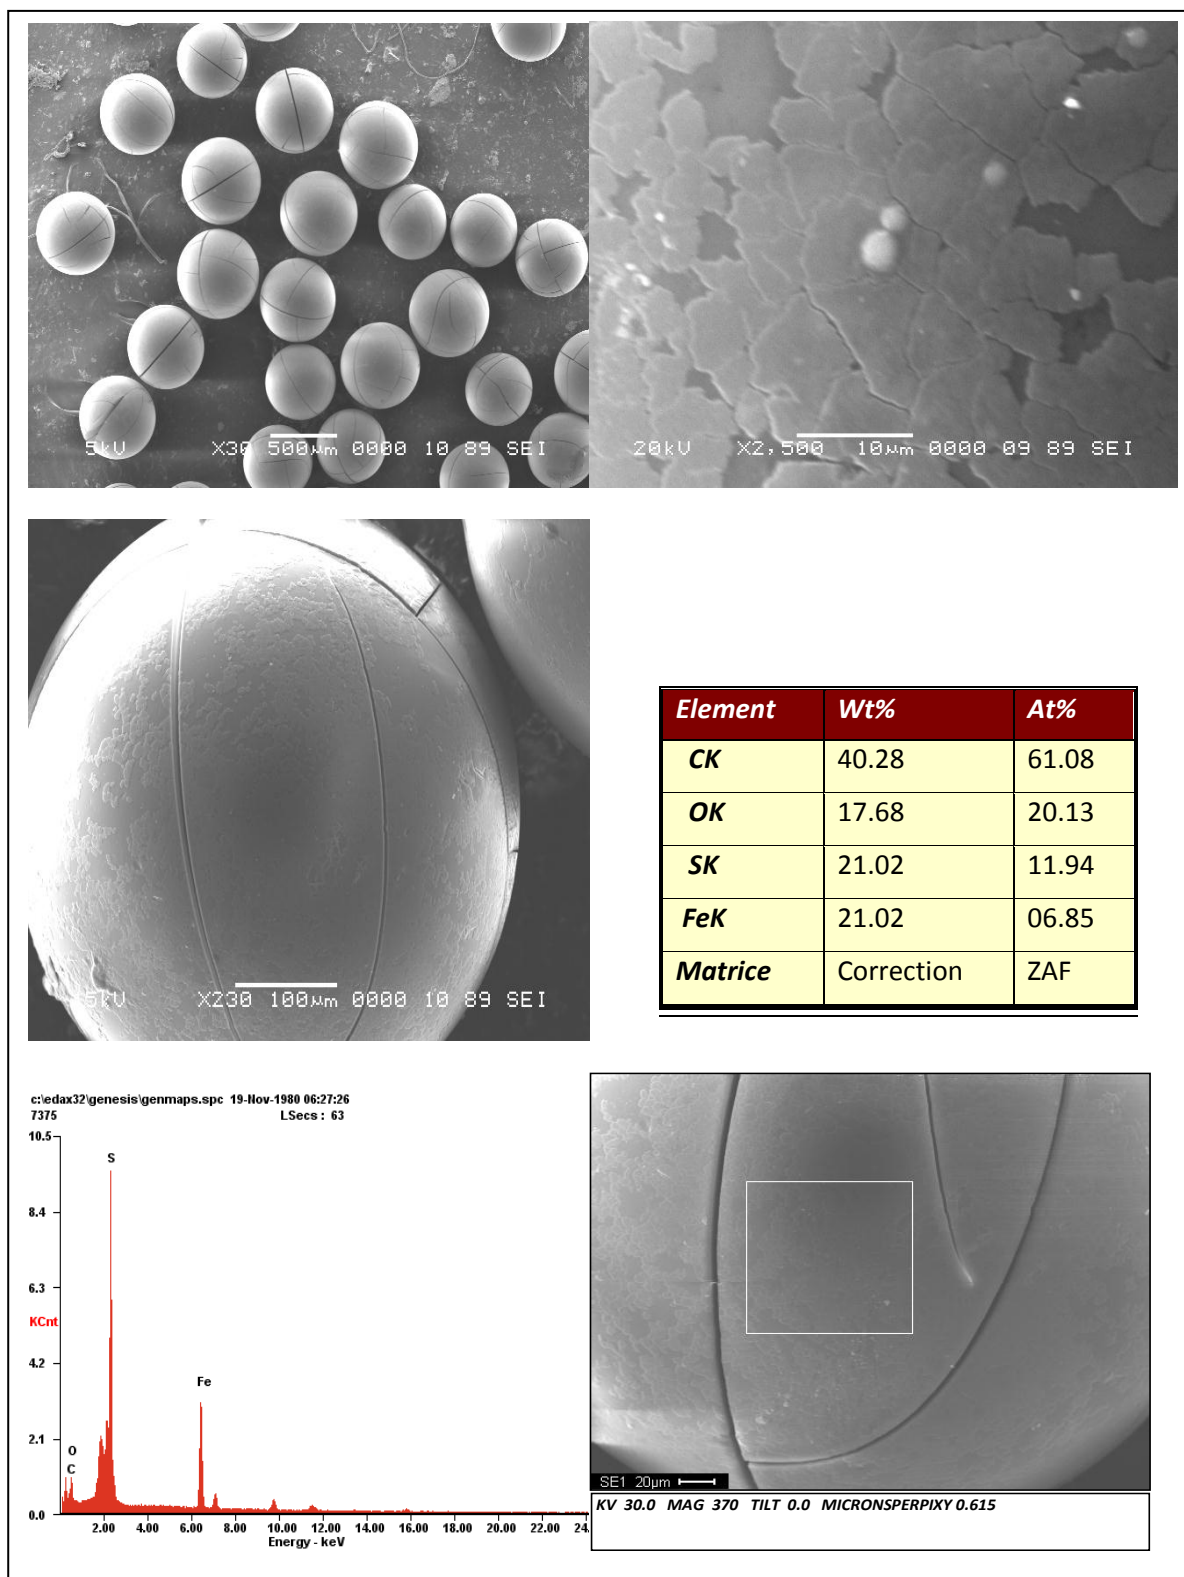 5kV X30 500µm 0000 10 89 SEI
20kV X2,500 10µm 0000 09 89 SEI
5kV X230 100µm 0000 10 89 SEI
Element Wt% At%
CK 40.28 61.08
OK 17.68 20.13
SK 21.02 11.94
FeK 21.02 06.85
Matrice Correction ZAF
c:\edax32\genesis\genmaps.spc 19-Nov-1980 06:27:26
7375 LSecs : 63
10.5
S
8.4
6.3
KCnt
4.2
Fe
2.1
O
C
0.0
2.00 4.00 6.00 8.00 10.00 12.00 14.00 16.00 18.00 20.00 22.00 24.
Energy - keV
SE1 20µm
KV 30.0 MAG 370 TILT 0.0 MICRONSPERPIXY 0.615